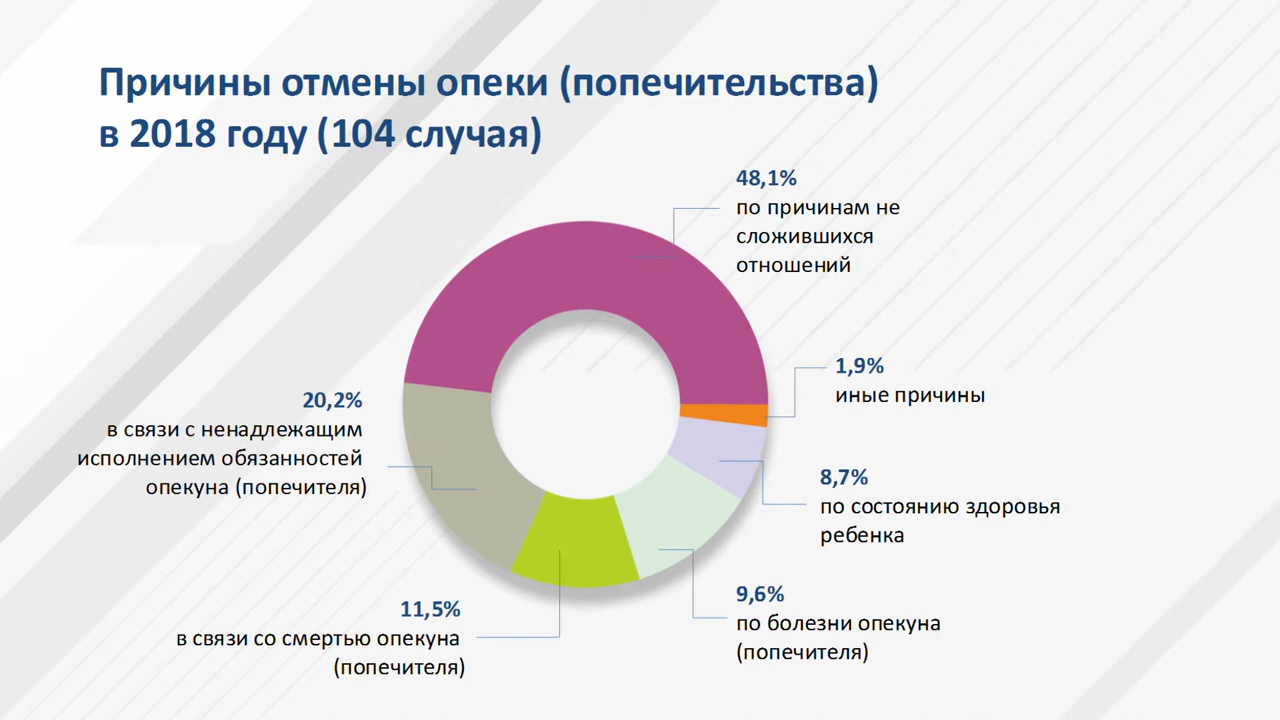 Причины отмены опеки (попечительства)
в 2018 году (104 случая)
48,1%
по причинам не
сложившихся
отношений
1,9%
иные причины
8,7%
по состоянию здоровья
ребенка
9,6%
по болезни опекуна
(попечителя)
11,5%
в связи со смертью опекуна
(попечителя)
20,2%
в связи с ненадлежащим
исполнением обязанностей
опекуна (попечителя)